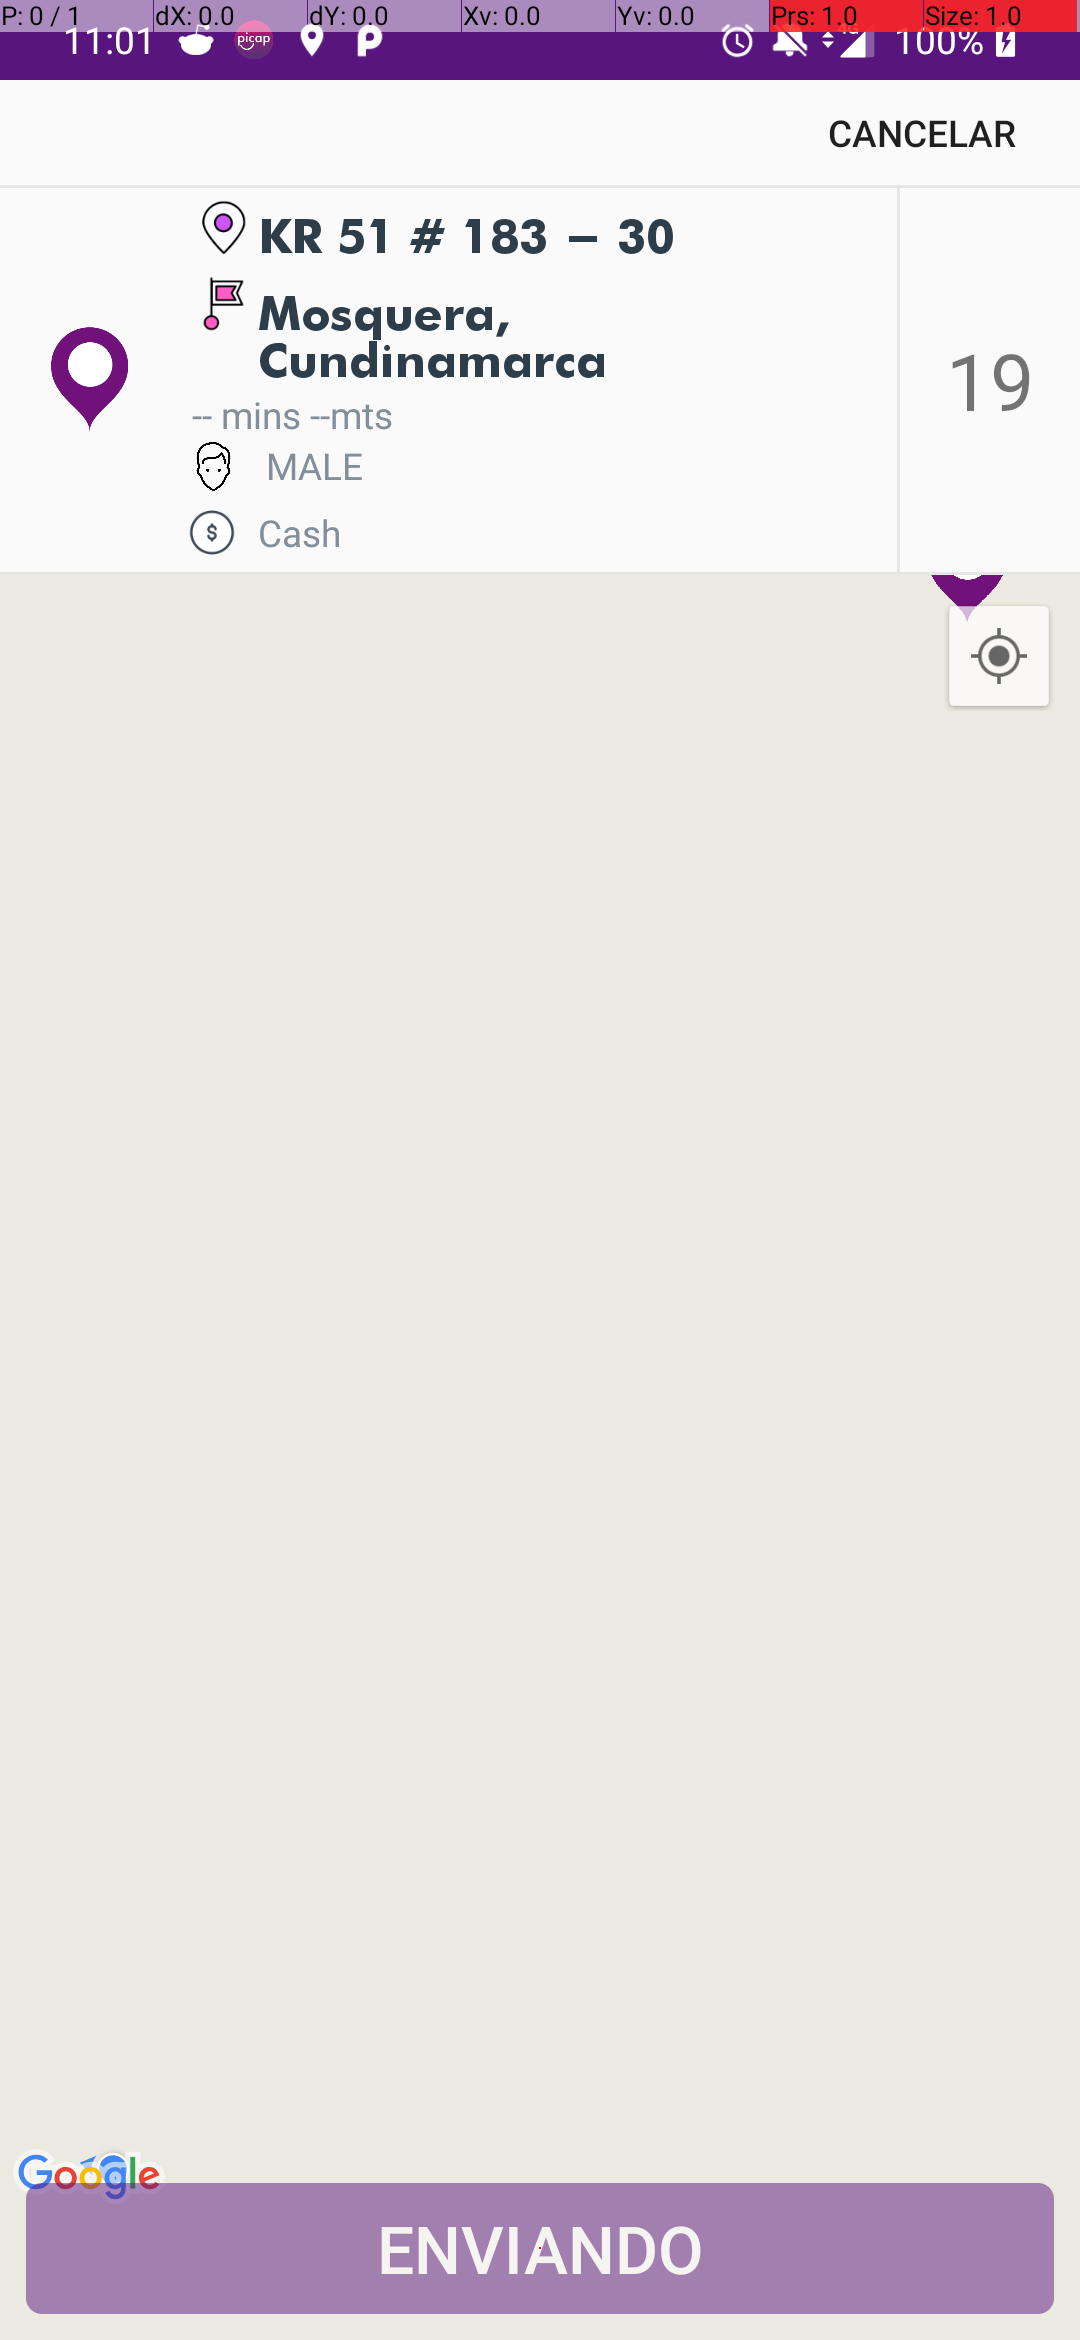 P: 0 / 1 dX: 0.0 dY: 0.0 Xv: 0.0 Yv: 0.0 Prs: 1.0 Size: 1.0
11:01 picap 100%
CANCELAR
KR 51 # 183 – 30
Mosquera,
Cundinamarca
19
-- mins --mts
MALE
$ Cash
Google
ENVIANDO